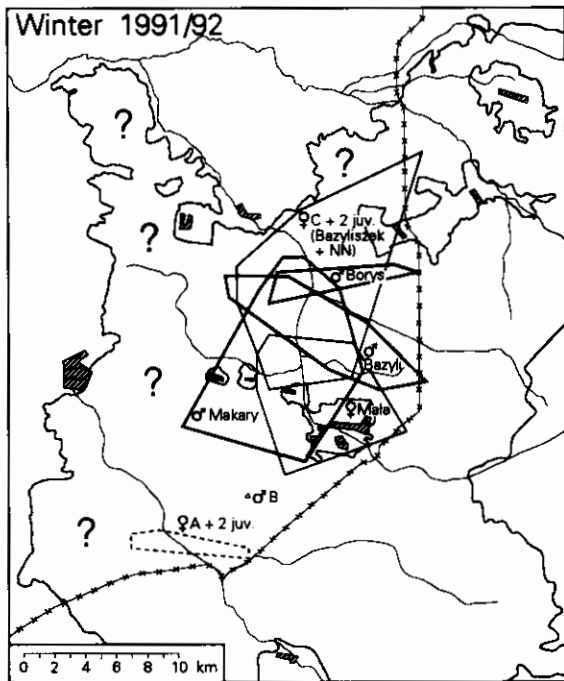 Winter 1991/92
?
?
♀C + 2 juv.
(Bazyliszek
+ NN)
?
♂Borys
♂
Bazyli
?
♂Makary
♀Mała
♂B
♀A + 2 juv.
?
0 2 4 6 8 10 km